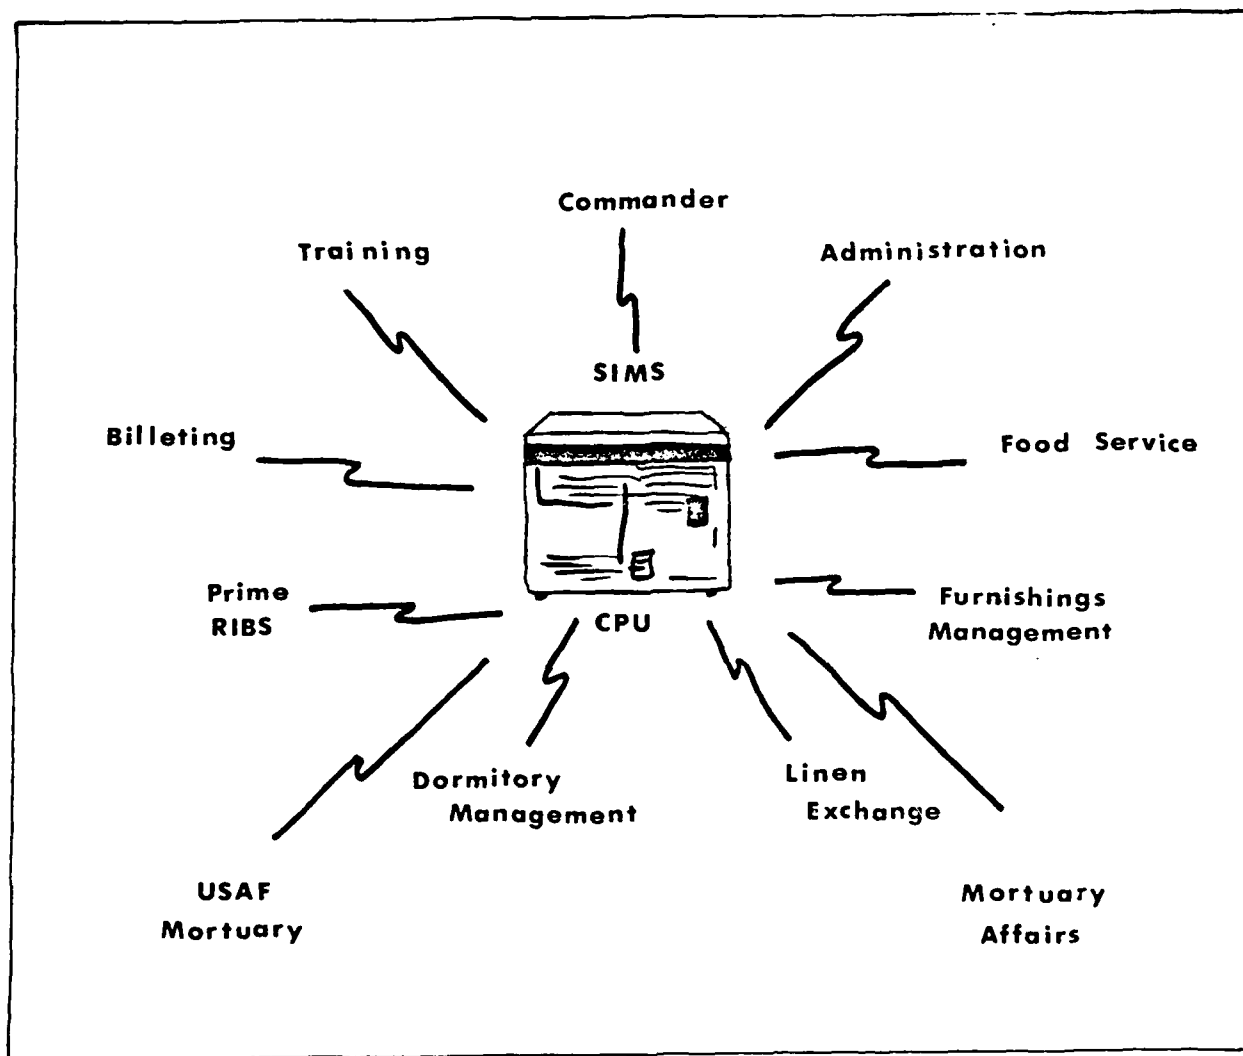 Commander
Training
Administration
SIMS
Billeting
Food Service
Prime
RIBS
CPU
Furnishings
Management
Dormitory
Management
Linen
Exchange
USAF
Mortuary
Mortuary
Affairs